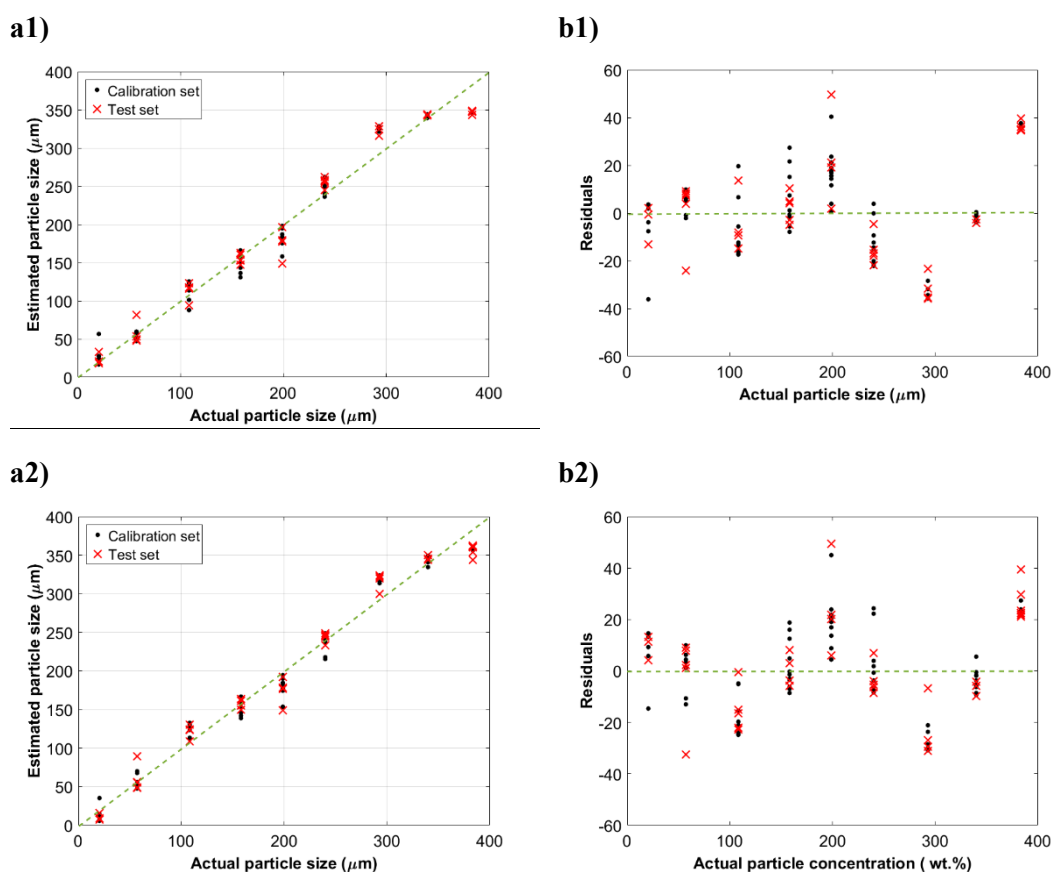 a1)
b1)
400
350
300
250
200
150
100
50
0
Calibration set
Test set
Estimated particle size (μm)
0 100 200 300 400
Actual particle size (μm)
60
40
20
0
-20
-40
-60
Residuals
0 100 200 300 400
Actual particle size (μm)
a2)
b2)
400
350
300
250
200
150
100
50
0
Calibration set
Test set
Estimated particle size (μm)
0 100 200 300 400
Actual particle size (μm)
60
40
20
0
-20
-40
-60
Residuals
0 100 200 300 400
Actual particle concentration ( wt.%)